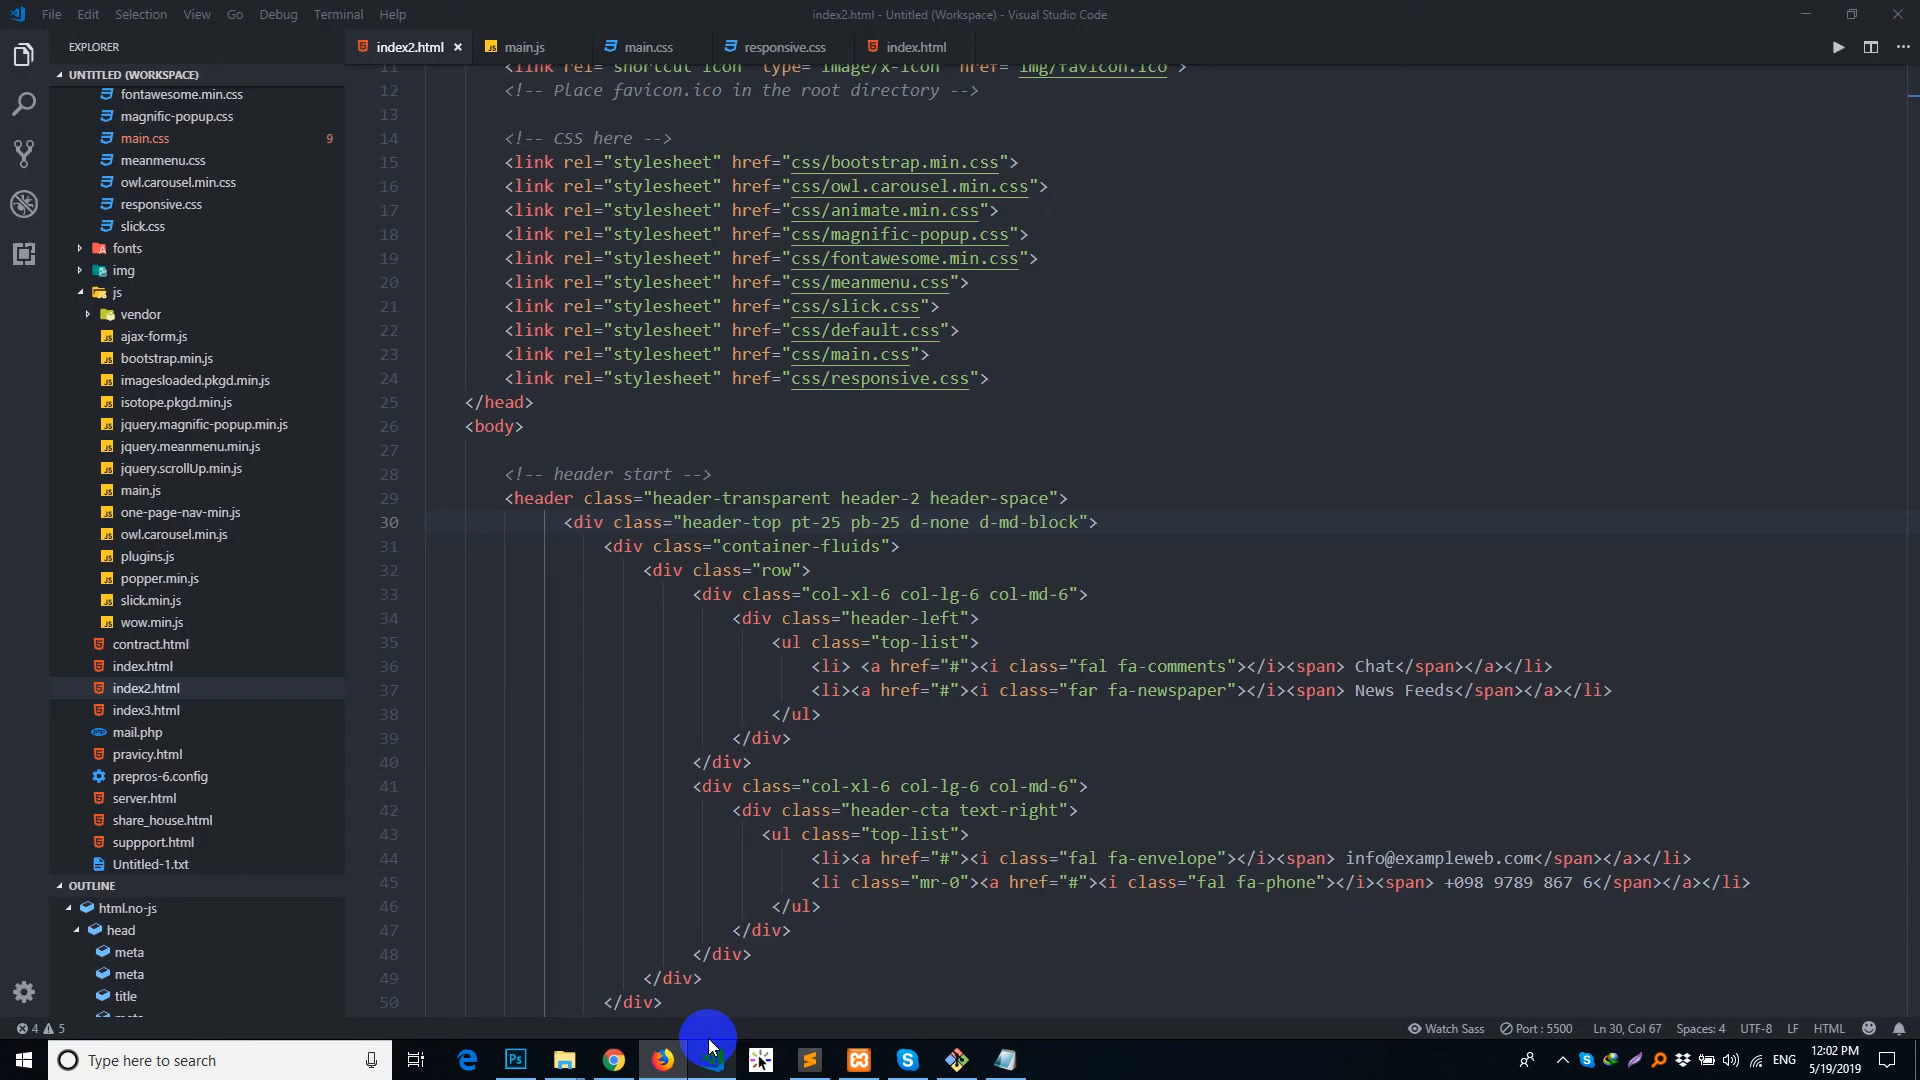 File Edit Selection View Go Debug Terminal Help
index2.html - Untitled (Workspace) - Visual Studio Code
EXPLORER
UNTITLED (WORKSPACE)
fontawesome.min.css
magnific-popup.css
main.css 9
meanmenu.css
owl.carousel.min.css
responsive.css
slick.css
fonts
img
js
vendor
ajax-form.js
bootstrap.min.js
imagesloaded.pkgd.min.js
isotope.pkgd.min.js
jquery.magnific-popup.min.js
jquery.meanmenu.min.js
jquery.scrollUp.min.js
main.js
one-page-nav-min.js
owl.carousel.min.js
plugins.js
popper.min.js
slick.min.js
wow.min.js
contract.html
index.html
index2.html
index3.html
mail.php
pravicy.html
prepros-6.config
server.html
share_house.html
suppport.html
Untitled-1.txt
OUTLINE
html.no-js
head
meta
meta
title
index2.html main.js main.css responsive.css index.html
11 <link rel="shortcut icon" type="image/x-icon" href="img/favicon.ico">
12 <!-- Place favicon.ico in the root directory -->
13
14 <!-- CSS here -->
15 <link rel="stylesheet" href="css/bootstrap.min.css">
16 <link rel="stylesheet" href="css/owl.carousel.min.css">
17 <link rel="stylesheet" href="css/animate.min.css">
18 <link rel="stylesheet" href="css/magnific-popup.css">
19 <link rel="stylesheet" href="css/fontawesome.min.css">
20 <link rel="stylesheet" href="css/meanmenu.css">
21 <link rel="stylesheet" href="css/slick.css">
22 <link rel="stylesheet" href="css/default.css">
23 <link rel="stylesheet" href="css/main.css">
24 <link rel="stylesheet" href="css/responsive.css">
25 </head>
26 <body>
27
28 <!-- header start -->
29 <header class="header-transparent header-2 header-space">
30 <div class="header-top pt-25 pb-25 d-none d-md-block">
31 <div class="container-fluids">
32 <div class="row">
33 <div class="col-xl-6 col-lg-6 col-md-6">
34 <div class="header-left">
35 <ul class="top-list">
36 <li> <a href="#"><i class="fal fa-comments"></i><span> Chat</span></a></li>
37 <li><a href="#"><i class="far fa-newspaper"></i><span> News Feeds</span></a></li>
38 </ul>
39 </div>
40 </div>
41 <div class="col-xl-6 col-lg-6 col-md-6">
42 <div class="header-cta text-right">
43 <ul class="top-list">
44 <li><a href="#"><i class="fal fa-envelope"></i><span> info@exampleweb.com</span></a></li>
45 <li class="mr-0"><a href="#"><i class="fal fa-phone"></i><span> +098 9789 867 6</span></a></li>
46 </ul>
47 </div>
48 </div>
49 </div>
50 </div>
4 5
Watch Sass Port : 5500 Ln 30, Col 67 Spaces: 4 UTF-8 LF HTML
Type here to search
Ps
ENG
12:02 PM
5/19/2019